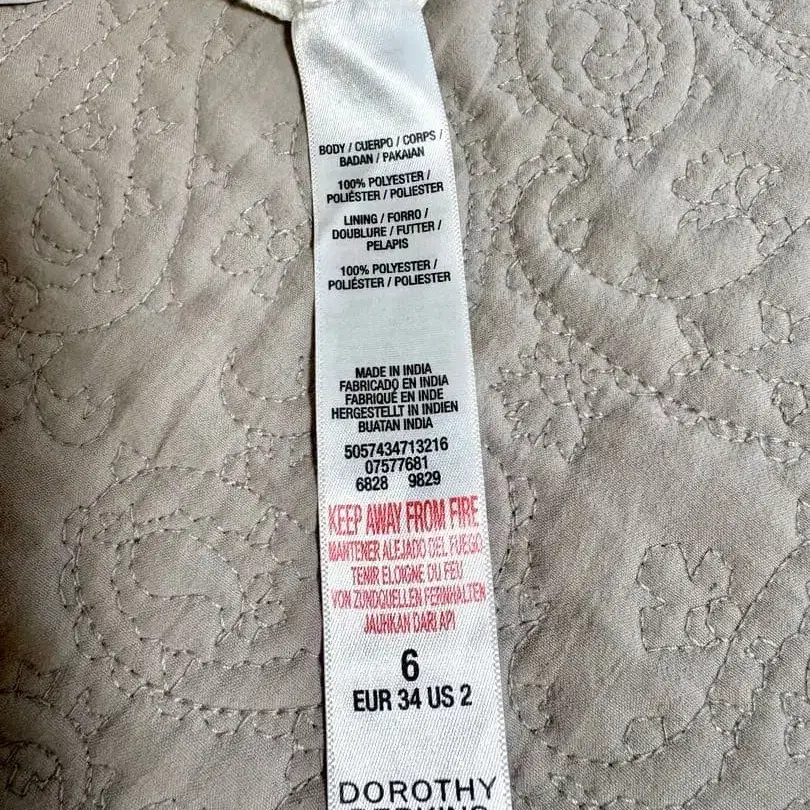 BODY / CUERPO / CORPS /
BADAN / PAKAIAN
100% POLYESTER /
POLIÉSTER / POLIESTER
LINING / FORRO /
DOUBLURE / FUTTER /
PELAPIS
100% POLYESTER /
POLIÉSTER / POLIESTER
MADE IN INDIA
FABRICADO EN INDIA
FABRIQUÉ EN INDE
HERGESTELLT IN INDIEN
BUATAN INDIA
5057434713216
07577681
6828 9829
KEEP AWAY FROM FIRE
MANTENER ALEJADO DEL FUEGO
TENIR ELOIGNE DU FEU
VON ZUNDQUELLEN FERNHALTEN
JAUHKAN DARI API
6
EUR 34 US 2
DOROTHY